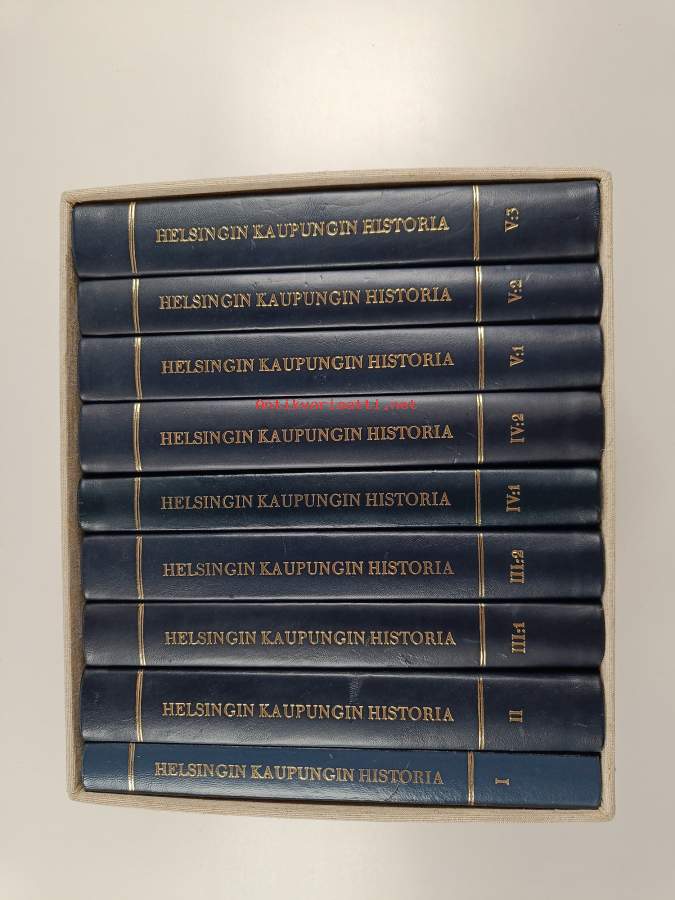 HELSINGIN KAUPUNGIN HISTORIA V:3
HELSINGIN KAUPUNGIN HISTORIA V:2
HELSINGIN KAUPUNGIN HISTORIA V:1
Antikvariaatti.net
HELSINGIN KAUPUNGIN HISTORIA IV:2
HELSINGIN KAUPUNGIN HISTORIA IV:1
HELSINGIN KAUPUNGIN HISTORIA III:2
HELSINGIN KAUPUNGIN HISTORIA III:1
HELSINGIN KAUPUNGIN HISTORIA II
HELSINGIN KAUPUNGIN HISTORIA I